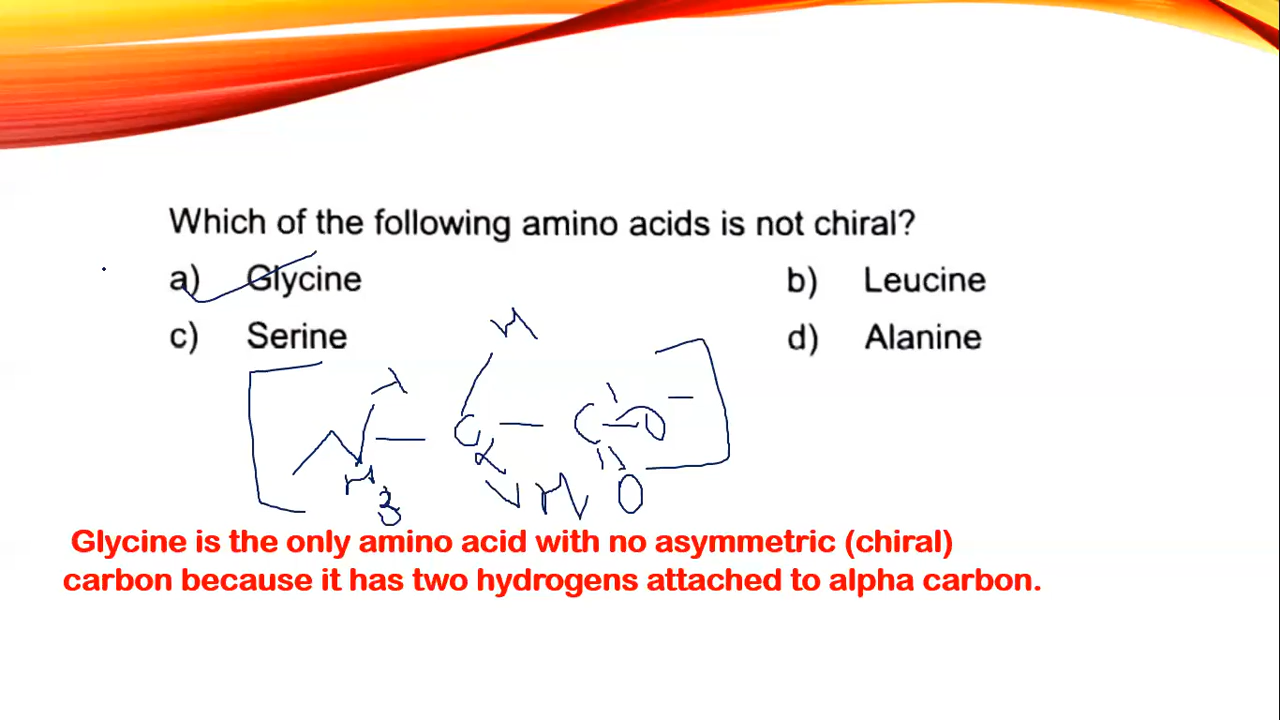 Which of the following amino acids is not chiral?
a) Glycine b) Leucine
c) Serine d) Alanine
H
C — C — O −
H 3
H O
Glycine is the only amino acid with no asymmetric (chiral)
carbon because it has two hydrogens attached to alpha carbon.